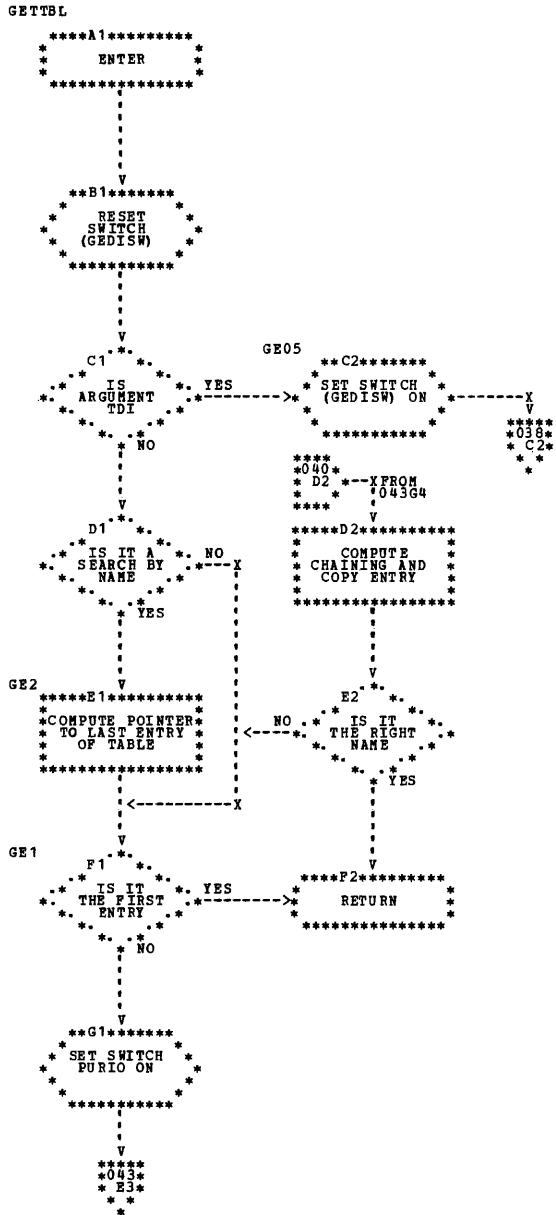 GETTBL
****A1*********
ENTER
**B1*******
RESET
SWITCH
(GEDISW)
C1
IS
ARGUMENT
TDI
YES
NO
GE05
**C2*******
SET SWITCH
(GEDISW) ON
X
V
*038*
* C2*
*040*
* D2
X FROM
043G4
D1
IS IT A
SEARCH BY
NAME
NO
X
YES
*****D2**********
COMPUTE
CHAINING AND
COPY ENTRY
GE2
*****E1**********
*COMPUTE POINTER*
* TO LAST ENTRY *
* OF TABLE *
E2
IS IT
THE RIGHT
NAME
NO
YES
<---------X
GE1
F1
IS IT
THE FIRST
ENTRY
YES
NO
****F2*********
RETURN
**G1*******
SET SWITCH
PURIO ON
*043*
* E3*